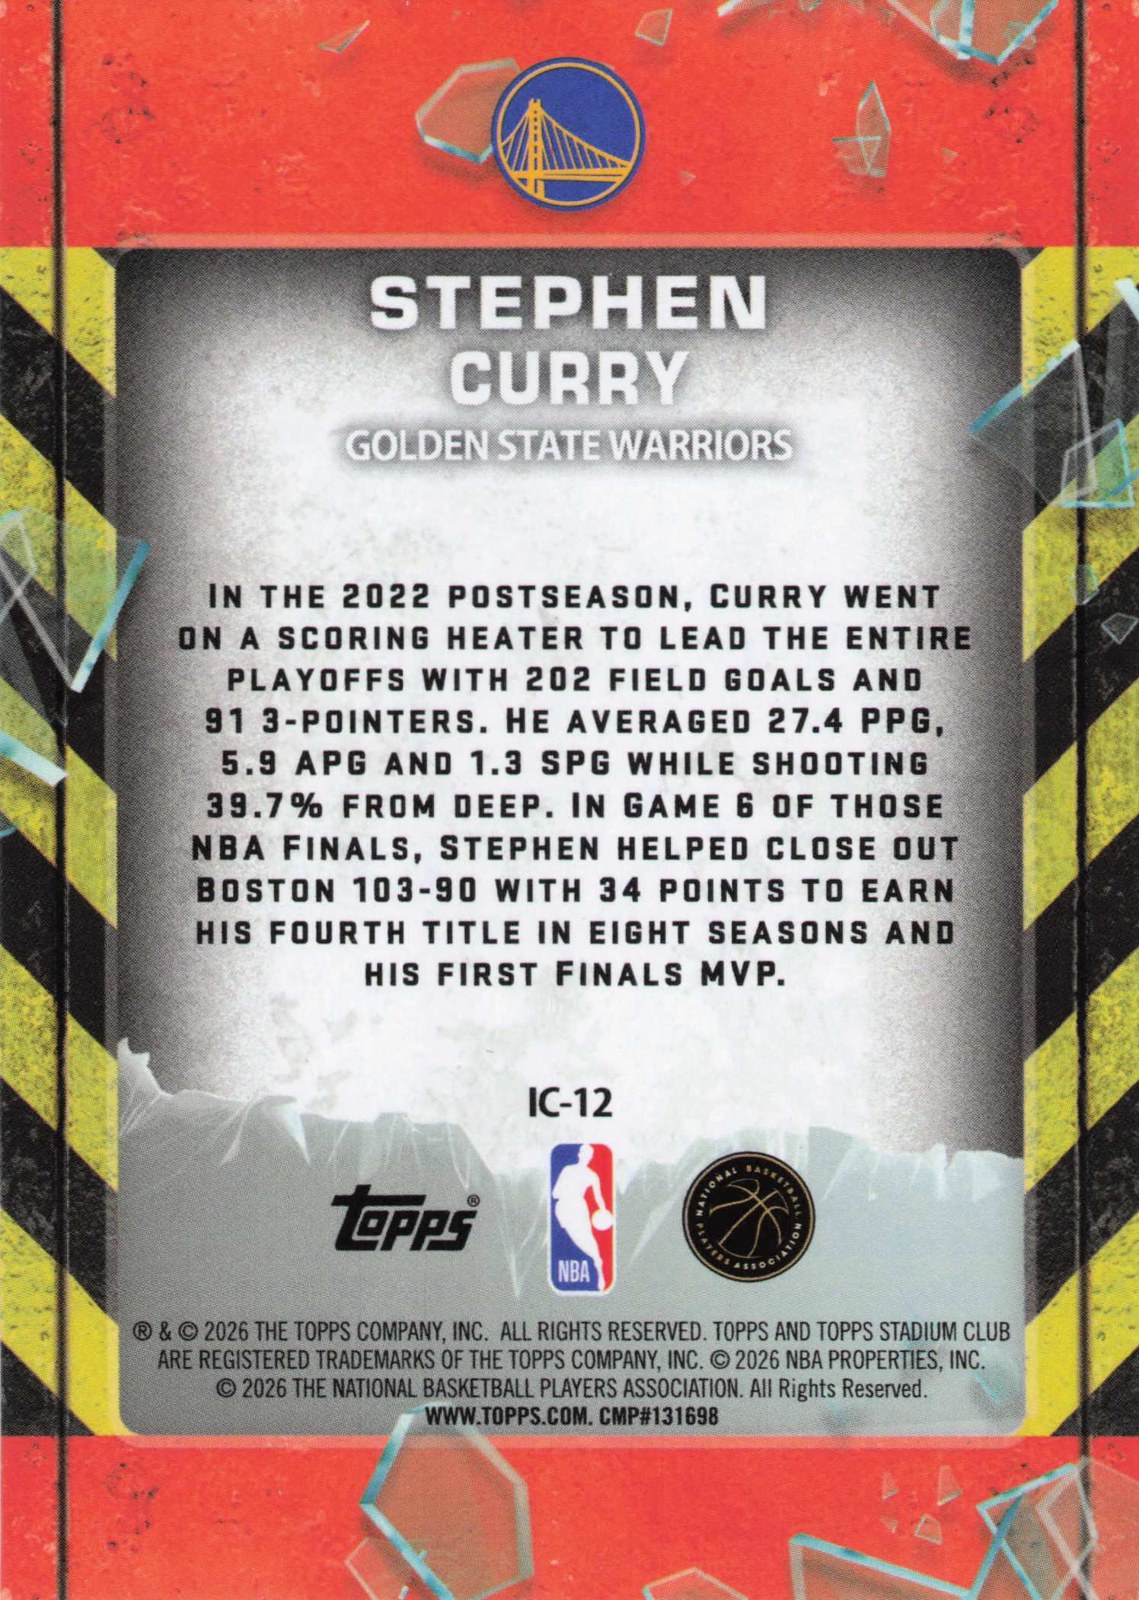 STEPHEN
CURRY
GOLDEN STATE WARRIORS
IN THE 2022 POSTSEASON, CURRY WENT
ON A SCORING HEATER TO LEAD THE ENTIRE
PLAYOFFS WITH 202 FIELD GOALS AND
91 3-POINTERS. HE AVERAGED 27.4 PPG,
5.9 APG AND 1.3 SPG WHILE SHOOTING
39.7% FROM DEEP. IN GAME 6 OF THOSE
NBA FINALS, STEPHEN HELPED CLOSE OUT
BOSTON 103-90 WITH 34 POINTS TO EARN
HIS FOURTH TITLE IN EIGHT SEASONS AND
HIS FIRST FINALS MVP.
IC-12
topps®
NBA
NATIONAL BASKETBALL PLAYERS ASSOCIATION
® & © 2026 THE TOPPS COMPANY, INC. ALL RIGHTS RESERVED. TOPPS AND TOPPS STADIUM CLUB
ARE REGISTERED TRADEMARKS OF THE TOPPS COMPANY, INC. © 2026 NBA PROPERTIES, INC.
© 2026 THE NATIONAL BASKETBALL PLAYERS ASSOCIATION. All Rights Reserved.
WWW.TOPPS.COM. CMP#131698